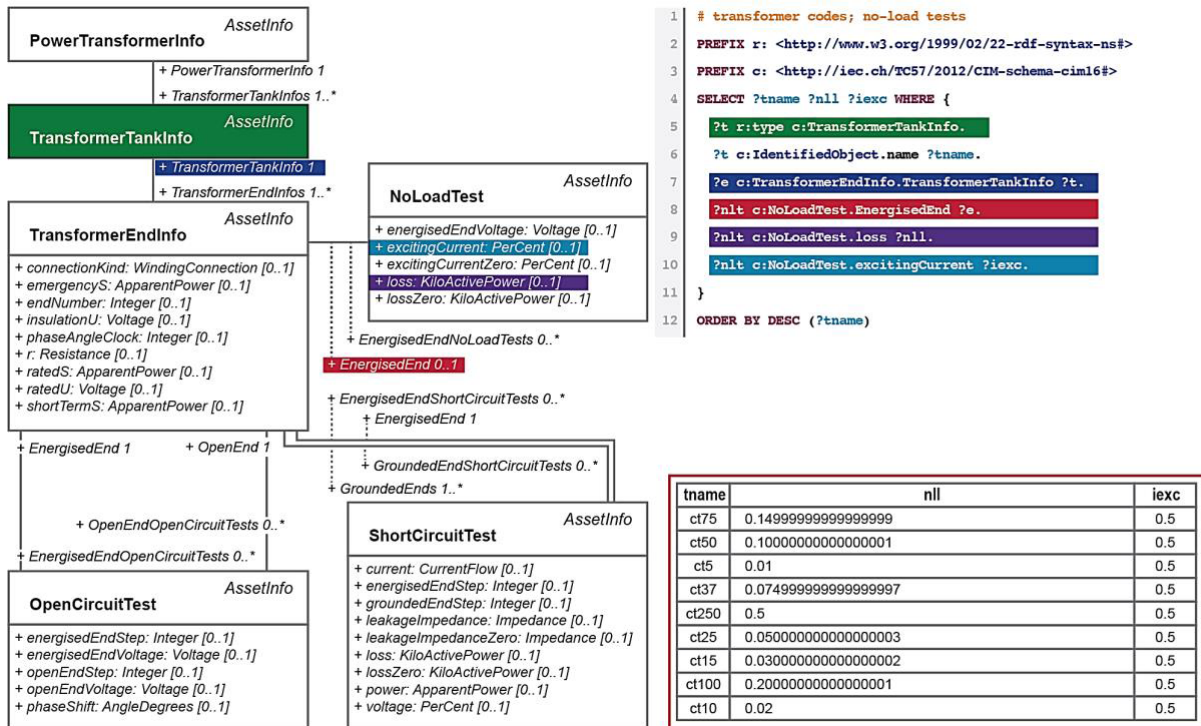 AssetInfo
PowerTransformerInfo
+ PowerTransformerInfo 1
+ TransformerTankInfos 1..*
AssetInfo
TransformerTankInfo
+ TransformerTankInfo 1
+ TransformerEndInfos 1..*
AssetInfo
TransformerEndInfo
+ connectionKind: WindingConnection [0..1]
+ emergencyS: ApparentPower [0..1]
+ endNumber: Integer [0..1]
+ insulationU: Voltage [0..1]
+ phaseAngleClock: Integer [0..1]
+ r: Resistance [0..1]
+ ratedS: ApparentPower [0..1]
+ ratedU: Voltage [0..1]
+ shortTermS: ApparentPower [0..1]
AssetInfo
NoLoadTest
+ energisedEndVoltage: Voltage [0..1]
+ excitingCurrent: PerCent [0..1]
+ excitingCurrentZero: PerCent [0..1]
+ loss: KiloActivePower [0..1]
+ lossZero: KiloActivePower [0..1]
+ EnergisedEndNoLoadTests 0..*
+ EnergisedEnd 0..1
+ EnergisedEndShortCircuitTests 0..*
+ EnergisedEnd 1
+ GroundedEndShortCircuitTests 0..*
+ GroundedEnds 1..*
+ EnergisedEnd 1
+ OpenEnd 1
+ OpenEndOpenCircuitTests 0..*
+ EnergisedEndOpenCircuitTests 0..*
AssetInfo
OpenCircuitTest
+ energisedEndStep: Integer [0..1]
+ energisedEndVoltage: Voltage [0..1]
+ openEndStep: Integer [0..1]
+ openEndVoltage: Voltage [0..1]
+ phaseShift: AngleDegrees [0..1]
AssetInfo
ShortCircuitTest
+ current: CurrentFlow [0..1]
+ energisedEndStep: Integer [0..1]
+ groundedEndStep: Integer [0..1]
+ leakageImpedance: Impedance [0..1]
+ leakageImpedanceZero: Impedance [0..1]
+ loss: KiloActivePower [0..1]
+ lossZero: KiloActivePower [0..1]
+ power: ApparentPower [0..1]
+ voltage: PerCent [0..1]
1 # transformer codes; no-load tests
2 PREFIX r: <http://www.w3.org/1999/02/22-rdf-syntax-ns#>
3 PREFIX c: <http://iec.ch/TC57/2012/CIM-schema-cim16#>
4 SELECT ?tname ?nll ?iexc WHERE {
5 ?t r:type c:TransformerTankInfo.
6 ?t c:IdentifiedObject.name ?tname.
7 ?e c:TransformerEndInfo.TransformerTankInfo ?t.
8 ?nlt c:NoLoadTest.EnergisedEnd ?e.
9 ?nlt c:NoLoadTest.loss ?nll.
10 ?nlt c:NoLoadTest.excitingCurrent ?iexc.
11 }
12 ORDER BY DESC (?tname)
tname nll iexc
ct75 0.14999999999999999 0.5
ct50 0.10000000000000001 0.5
ct5 0.01 0.5
ct37 0.074999999999999997 0.5
ct250 0.5 0.5
ct25 0.050000000000000003 0.5
ct15 0.030000000000000002 0.5
ct100 0.20000000000000001 0.5
ct10 0.02 0.5